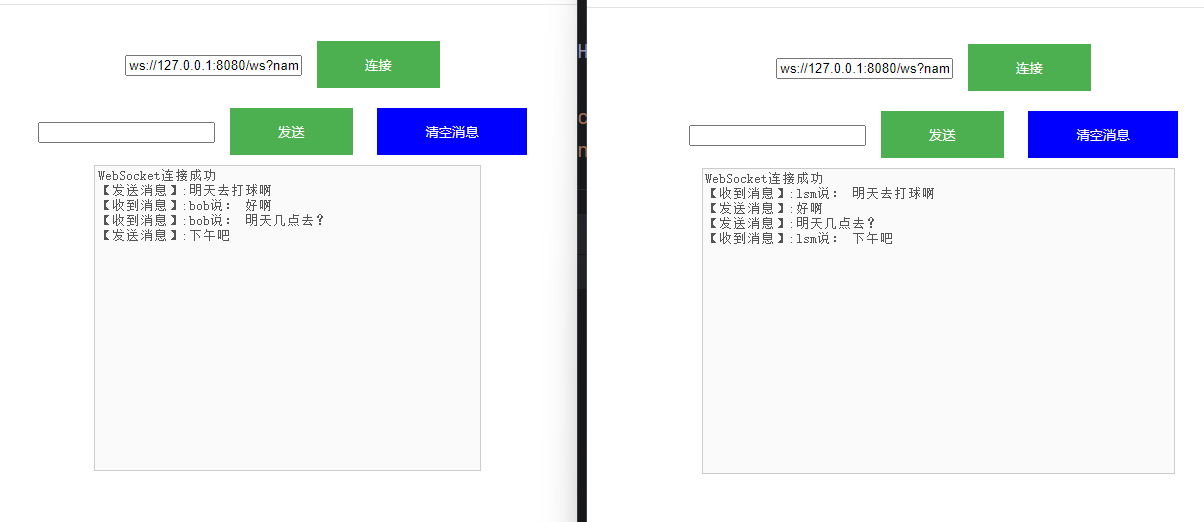 ws://127.0.0.1:8080/ws?nam
连接
发送
清空消息
WebSocket连接成功
【发送消息】:明天去打球啊
【收到消息】:bob说： 好啊
【收到消息】:bob说： 明天几点去?
【发送消息】:下午吧
ws://127.0.0.1:8080/ws?nam
连接
发送
清空消息
WebSocket连接成功
【收到消息】:lsm说： 明天去打球啊
【发送消息】:好啊
【发送消息】:明天几点去?
【收到消息】:lsm说： 下午吧